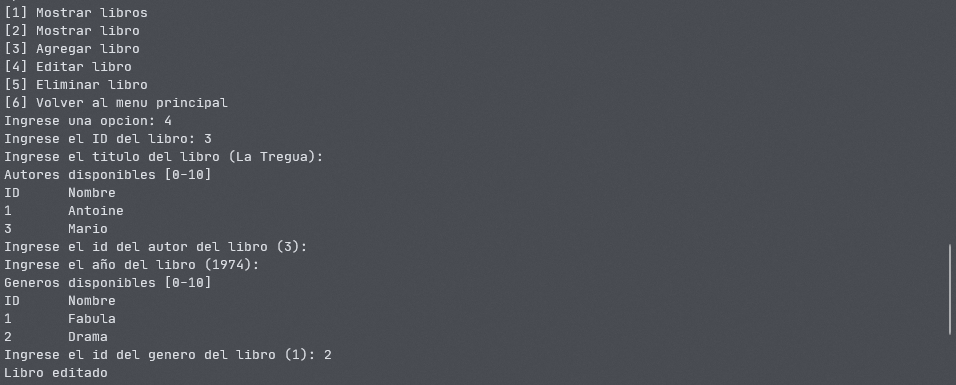 [1] Mostrar libros
[2] Mostrar libro
[3] Agregar libro
[4] Editar libro
[5] Eliminar libro
[6] Volver al menu principal
Ingrese una opcion: 4
Ingrese el ID del libro: 3
Ingrese el titulo del libro (La Tregua):
Autores disponibles [0-10]
ID      Nombre
1       Antoine
3       Mario
Ingrese el id del autor del libro (3):
Ingrese el año del libro (1974):
Generos disponibles [0-10]
ID      Nombre
1       Fabula
2       Drama
Ingrese el id del genero del libro (1): 2
Libro editado